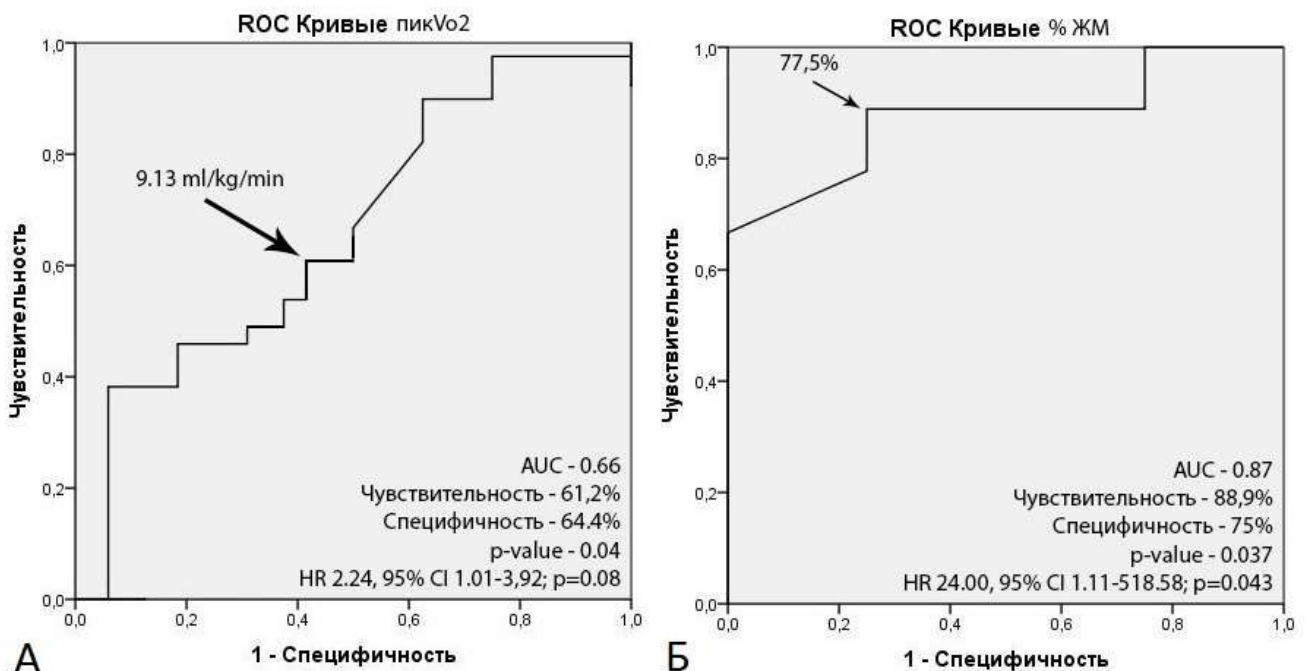 ROC Кривые пикVo2
1,0
0,8
0,6
0,4
0,2
0,0
0,0 0,2 0,4 0,6 0,8 1,0
Чувствительность
1 - Специфичность
9.13 ml/kg/min
AUC - 0.66
Чувствительность - 61,2%
Специфичность - 64.4%
p-value - 0.04
HR 2.24, 95% CI 1.01-3,92; p=0.08
А
ROC Кривые % ЖМ
1,0
0,8
0,6
0,4
0,2
0,0
0,0 0,2 0,4 0,6 0,8 1,0
Чувствительность
1 - Специфичность
77,5%
AUC - 0.87
Чувствительность - 88,9%
Специфичность - 75%
p-value - 0.037
HR 24.00, 95% CI 1.11-518.58; p=0.043
Б